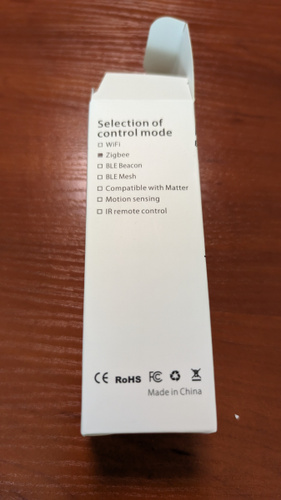 Selection of
control mode
□ WiFi
■ Zigbee
□ BLE Beacon
□ BLE Mesh
□ Compatible with Matter
□ Motion sensing
□ IR remote control
CE RoHS FC
Made in China